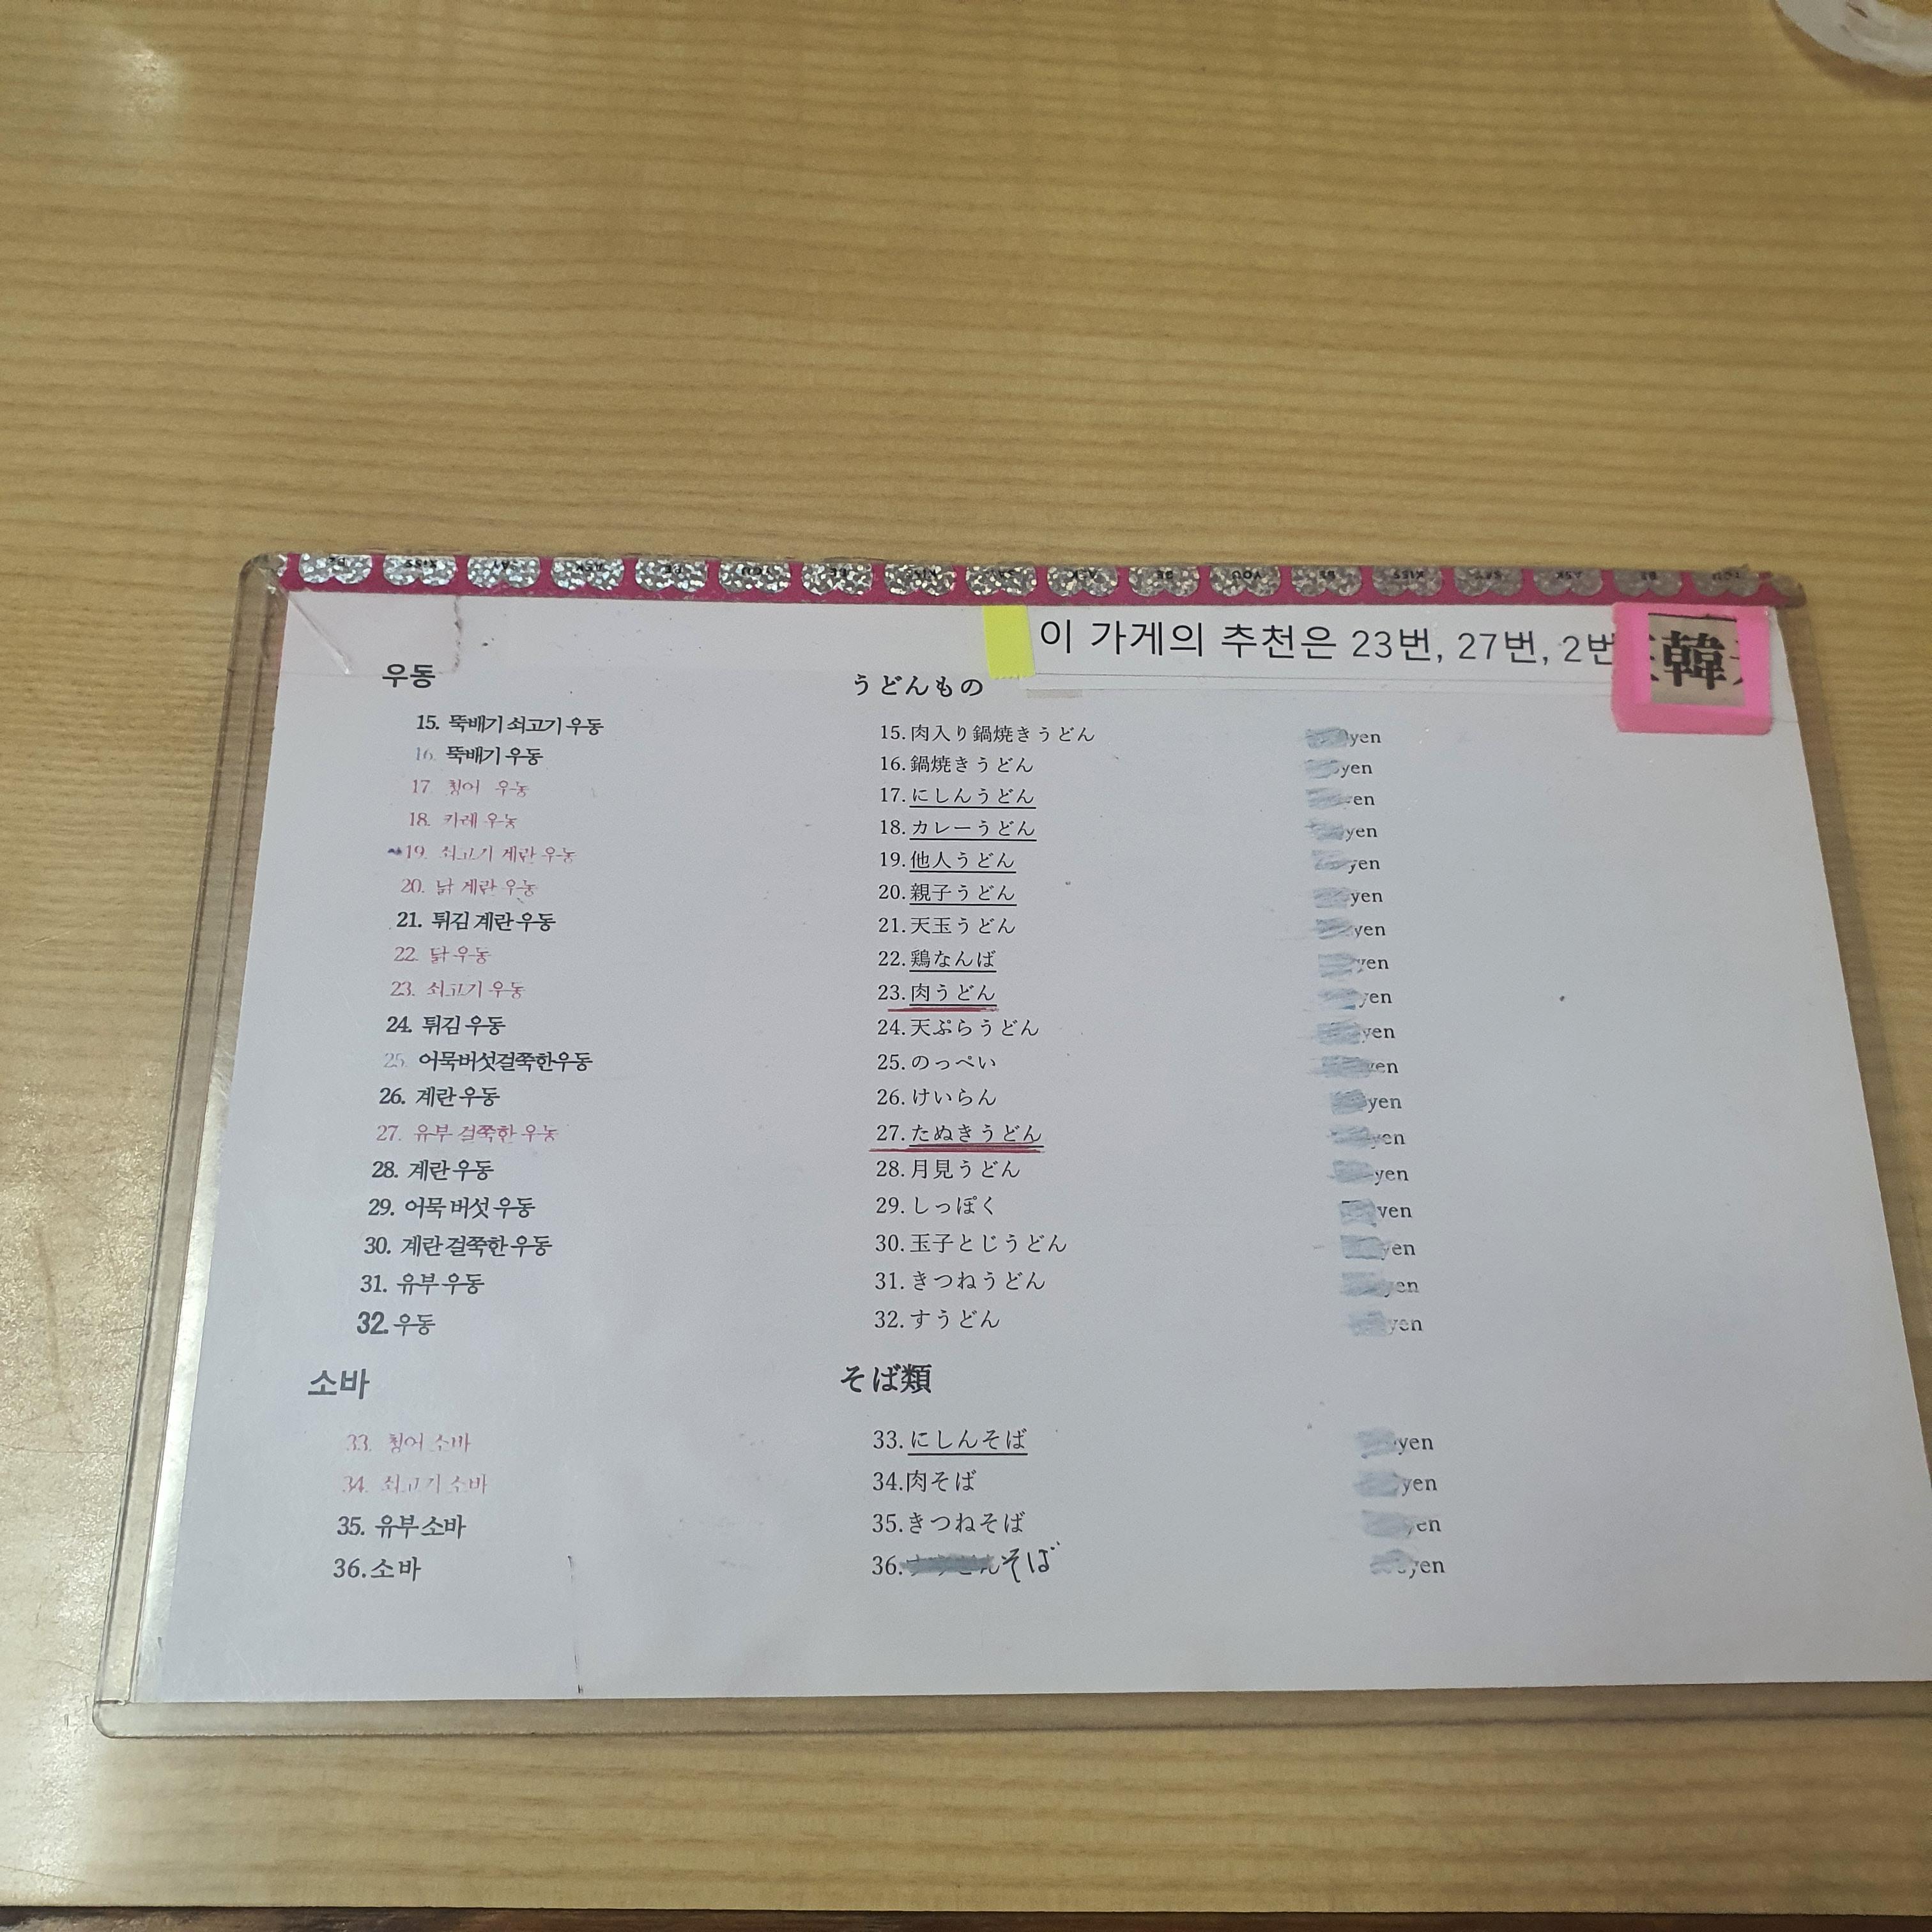 이 가게의 추천은 23번, 27번, 2번
韓
우동 うどんもの
15. 뚝배기 쇠고기 우동 15.肉入り鍋焼きうどん yen
16. 뚝배기 우동 16.鍋焼きうどん yen
17. 청어 우동 17.にしんうどん yen
18. 카레 우동 18.カレーうどん yen
19. 쇠고기 계란 우동 19.他人うどん yen
20. 닭 계란 우동 20.親子うどん yen
21. 튀김 계란 우동 21.天玉うどん yen
22. 닭 우동 22.鶏なんば yen
23. 쇠고기 우동 23.肉うどん yen
24. 튀김 우동 24.天ぷらうどん yen
25. 어묵버섯걸쭉한우동 25.のっぺい yen
26. 계란 우동 26.けいらん yen
27. 유부 걸쭉한 우동 27.たぬきうどん yen
28. 계란 우동 28.月見うどん yen
29. 어묵 버섯 우동 29.しっぽく yen
30. 계란 걸쭉한 우동 30.玉子とじうどん yen
31. 유부 우동 31.きつねうどん yen
32. 우동 32.すうどん yen
소바 そば類
33. 청어 소바 33.にしんそば yen
34. 쇠고기 소바 34.肉そば yen
35. 유부 소바 35.きつねそば yen
36.소바 36.そば yen